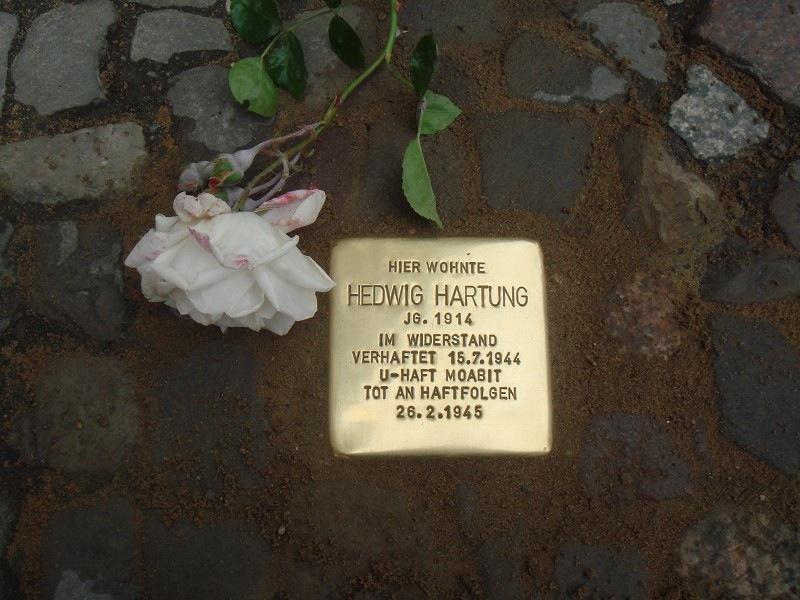 HIER WOHNTE
HEDWIG HARTUNG
JG. 1914
IM WIDERSTAND
VERHAFTET 15.7.1944
U-HAFT MOABIT
TOT AN HAFTFOLGEN
26.2.1945